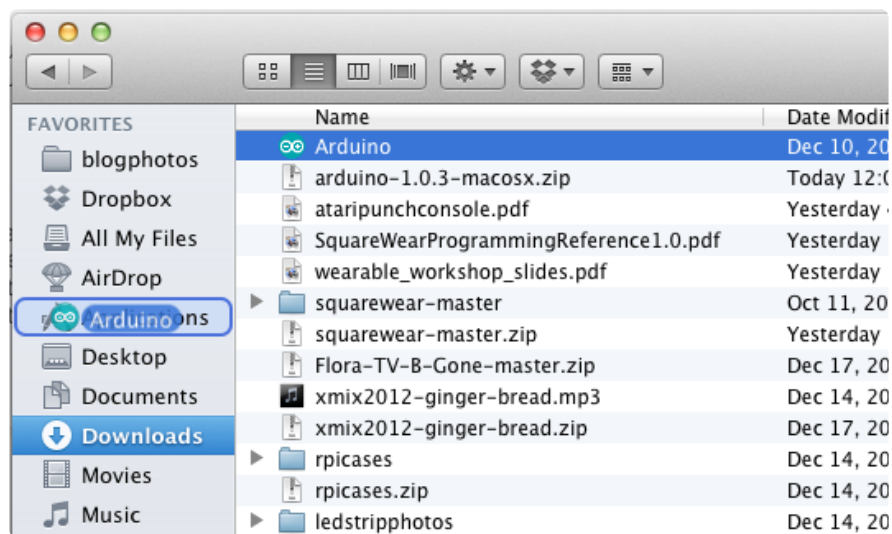 Name Date Modif
FAVORITES
blogphotos
Dropbox
All My Files
AirDrop
Arduino ons
Desktop
Documents
Downloads
Movies
Music
Arduino Dec 10, 20
arduino-1.0.3-macosx.zip Today 12:0
ataripunchconsole.pdf Yesterday
SquareWearProgrammingReference1.0.pdf Yesterday
wearable_workshop_slides.pdf Yesterday
squarewear-master Oct 11, 20
squarewear-master.zip Yesterday
Flora-TV-B-Gone-master.zip Dec 17, 20
xmix2012-ginger-bread.mp3 Dec 14, 20
xmix2012-ginger-bread.zip Dec 17, 20
rpicases Dec 14, 20
rpicases.zip Dec 14, 20
ledstripphotos Dec 14, 20